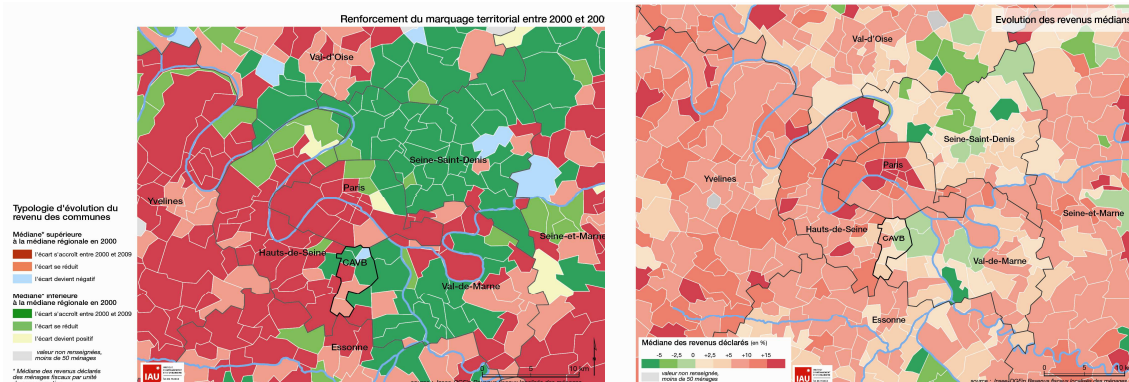 Renforcement du marquage territorial entre 2000 et 200
Val-d'Oise
Seine-Saint-Denis
Paris
Yvelines
Hauts-de-Seine
CAVB
Seine-et-Marne
Val-de-Marne
Essonne
Typologie d'évolution du
revenu des communes
Médiane* supérieure
à la médiane régionale en 2000
l'écart s'accroît entre 2000 et 2009
l'écart se réduit
l'écart devient négatif
Médiane* inférieure
à la médiane régionale en 2000
l'écart s'accroît entre 2000 et 2009
l'écart se réduit
l'écart devient positif
valeur non renseignées,
moins de 50 ménages
* Médiane des revenus déclarés
des ménages fiscaux par unité
IAU
10 km
Evolution des revenus médians
Val-d'Oise
Seine-Saint-Denis
Paris
Yvelines
Seine-et-Marne
Hauts-de-Seine
CAVB
Val-de-Marne
Essonne
Médiane des revenus déclarés (en %)
-5 -2,5 0 +2,5 +5 +10 +15
valeur non renseignée,
moins de 50 ménages
IAU
10 km